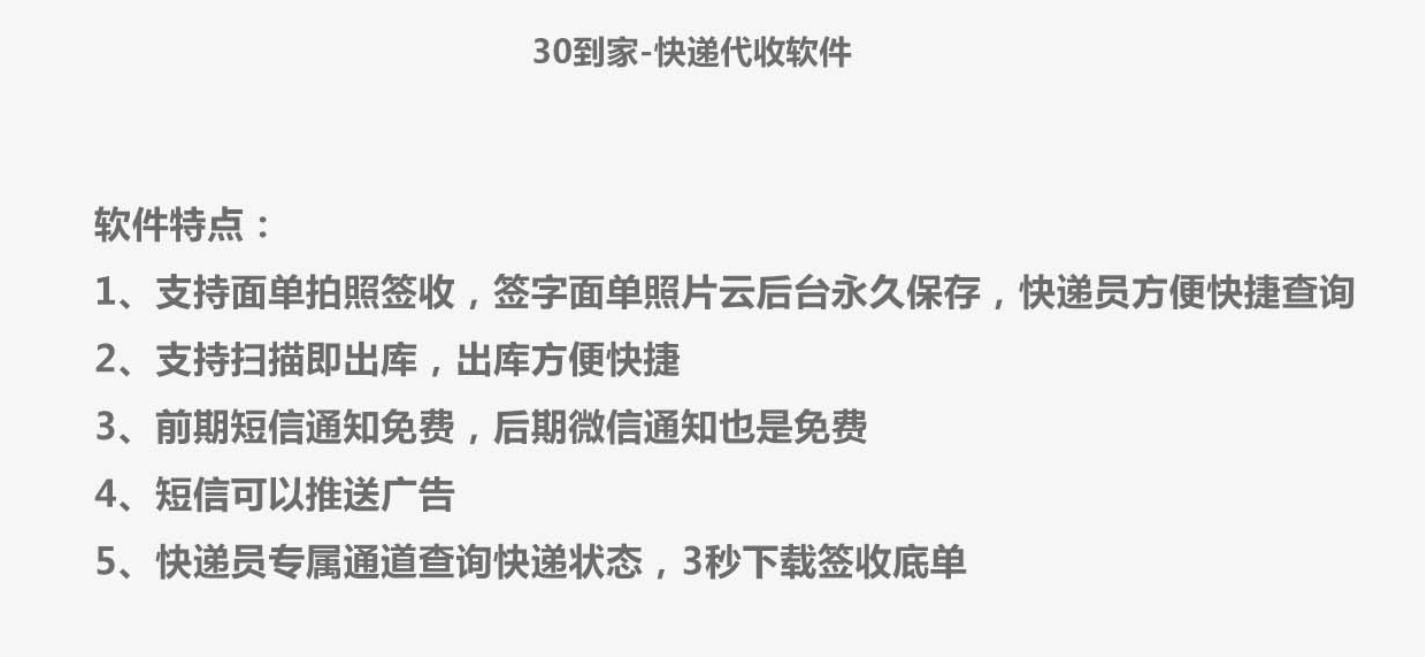 30到家-快递代收软件
软件特点：
1、支持面单拍照签收，签字面单照片云后台永久保存，快递员方便快捷查询
2、支持扫描即出库，出库方便快捷
3、前期短信通知免费，后期微信通知也是免费
4、短信可以推送广告
5、快递员专属通道查询快递状态，3秒下载签收底单